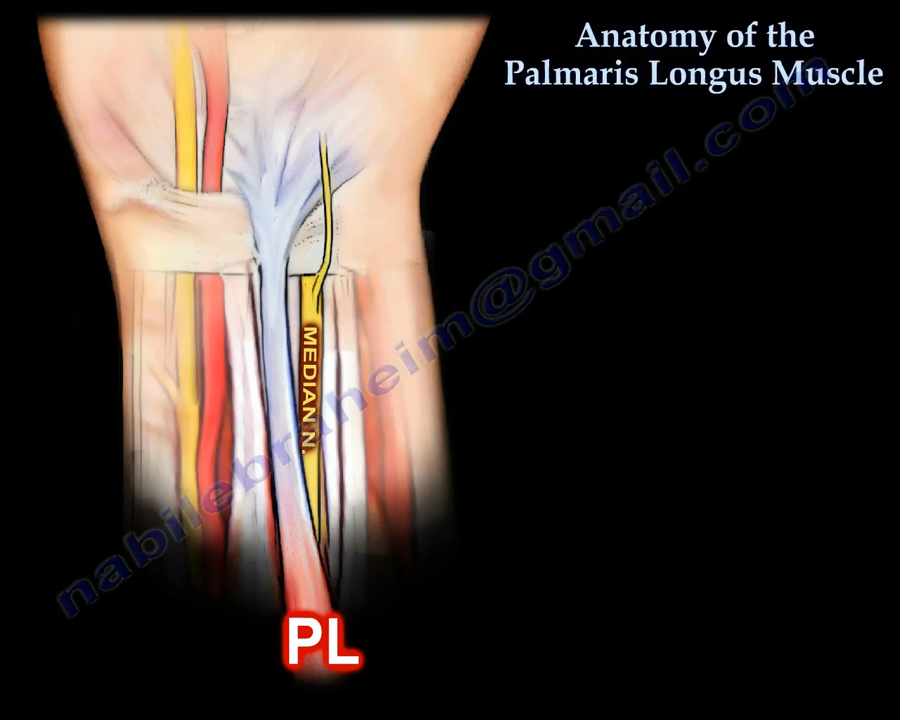 Anatomy of the
Palmaris Longus Muscle
MEDIAN N.
PL
nabilebraheim@gmail.com